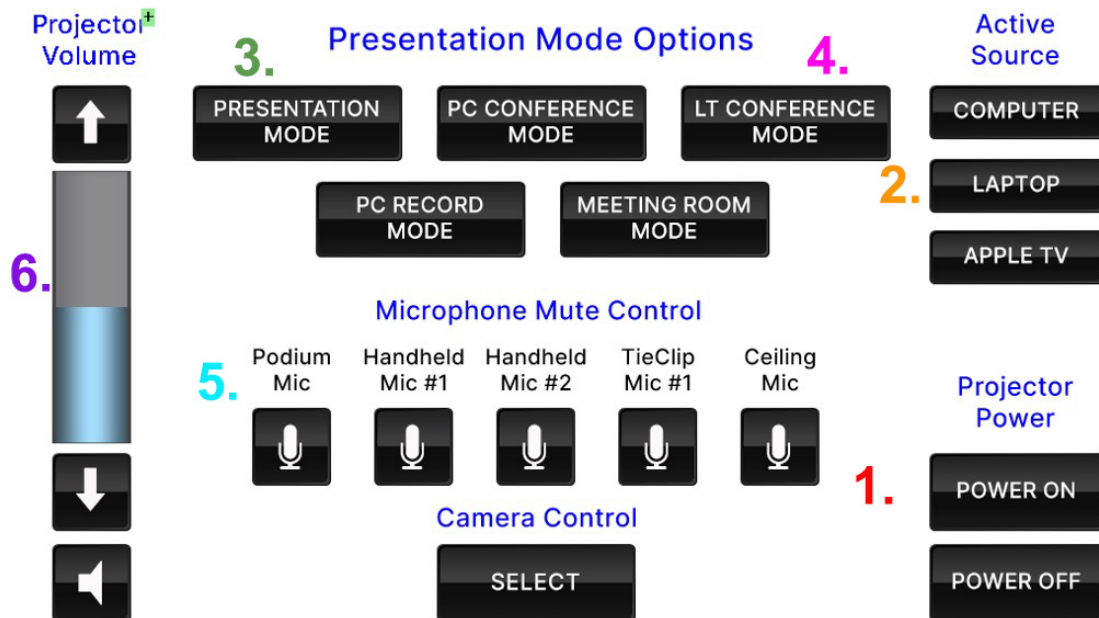 Projector
Volume
6.
Presentation Mode Options
3.
4.
PRESENTATION
MODE
PC CONFERENCE
MODE
LT CONFERENCE
MODE
PC RECORD
MODE
MEETING ROOM
MODE
Microphone Mute Control
5.
Podium
Mic
Handheld
Mic #1
Handheld
Mic #2
TieClip
Mic #1
Ceiling
Mic
Camera Control
SELECT
Active
Source
COMPUTER
2.
LAPTOP
APPLE TV
Projector
Power
1.
POWER ON
POWER OFF